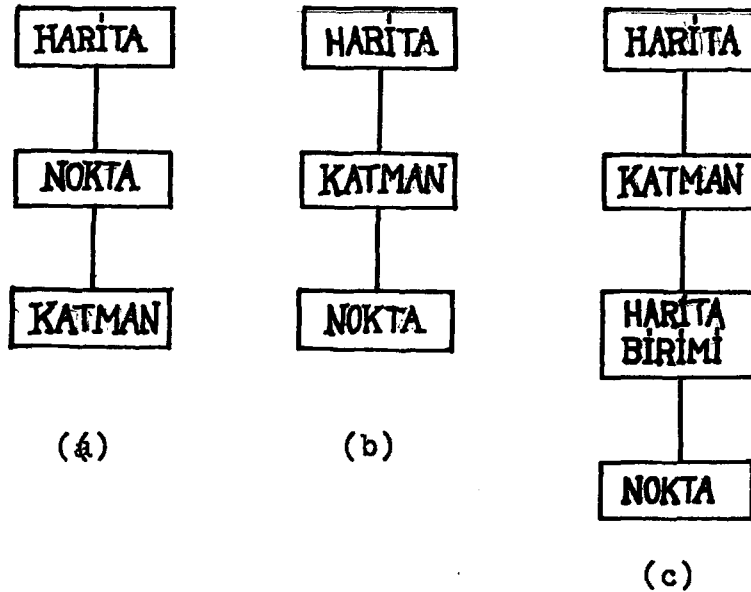 HARİTA
NOKTA
KATMAN
(a)
HARİTA
KATMAN
NOKTA
(b)
HARİTA
KATMAN
HARİTA
BİRİMİ
NOKTA
(c)